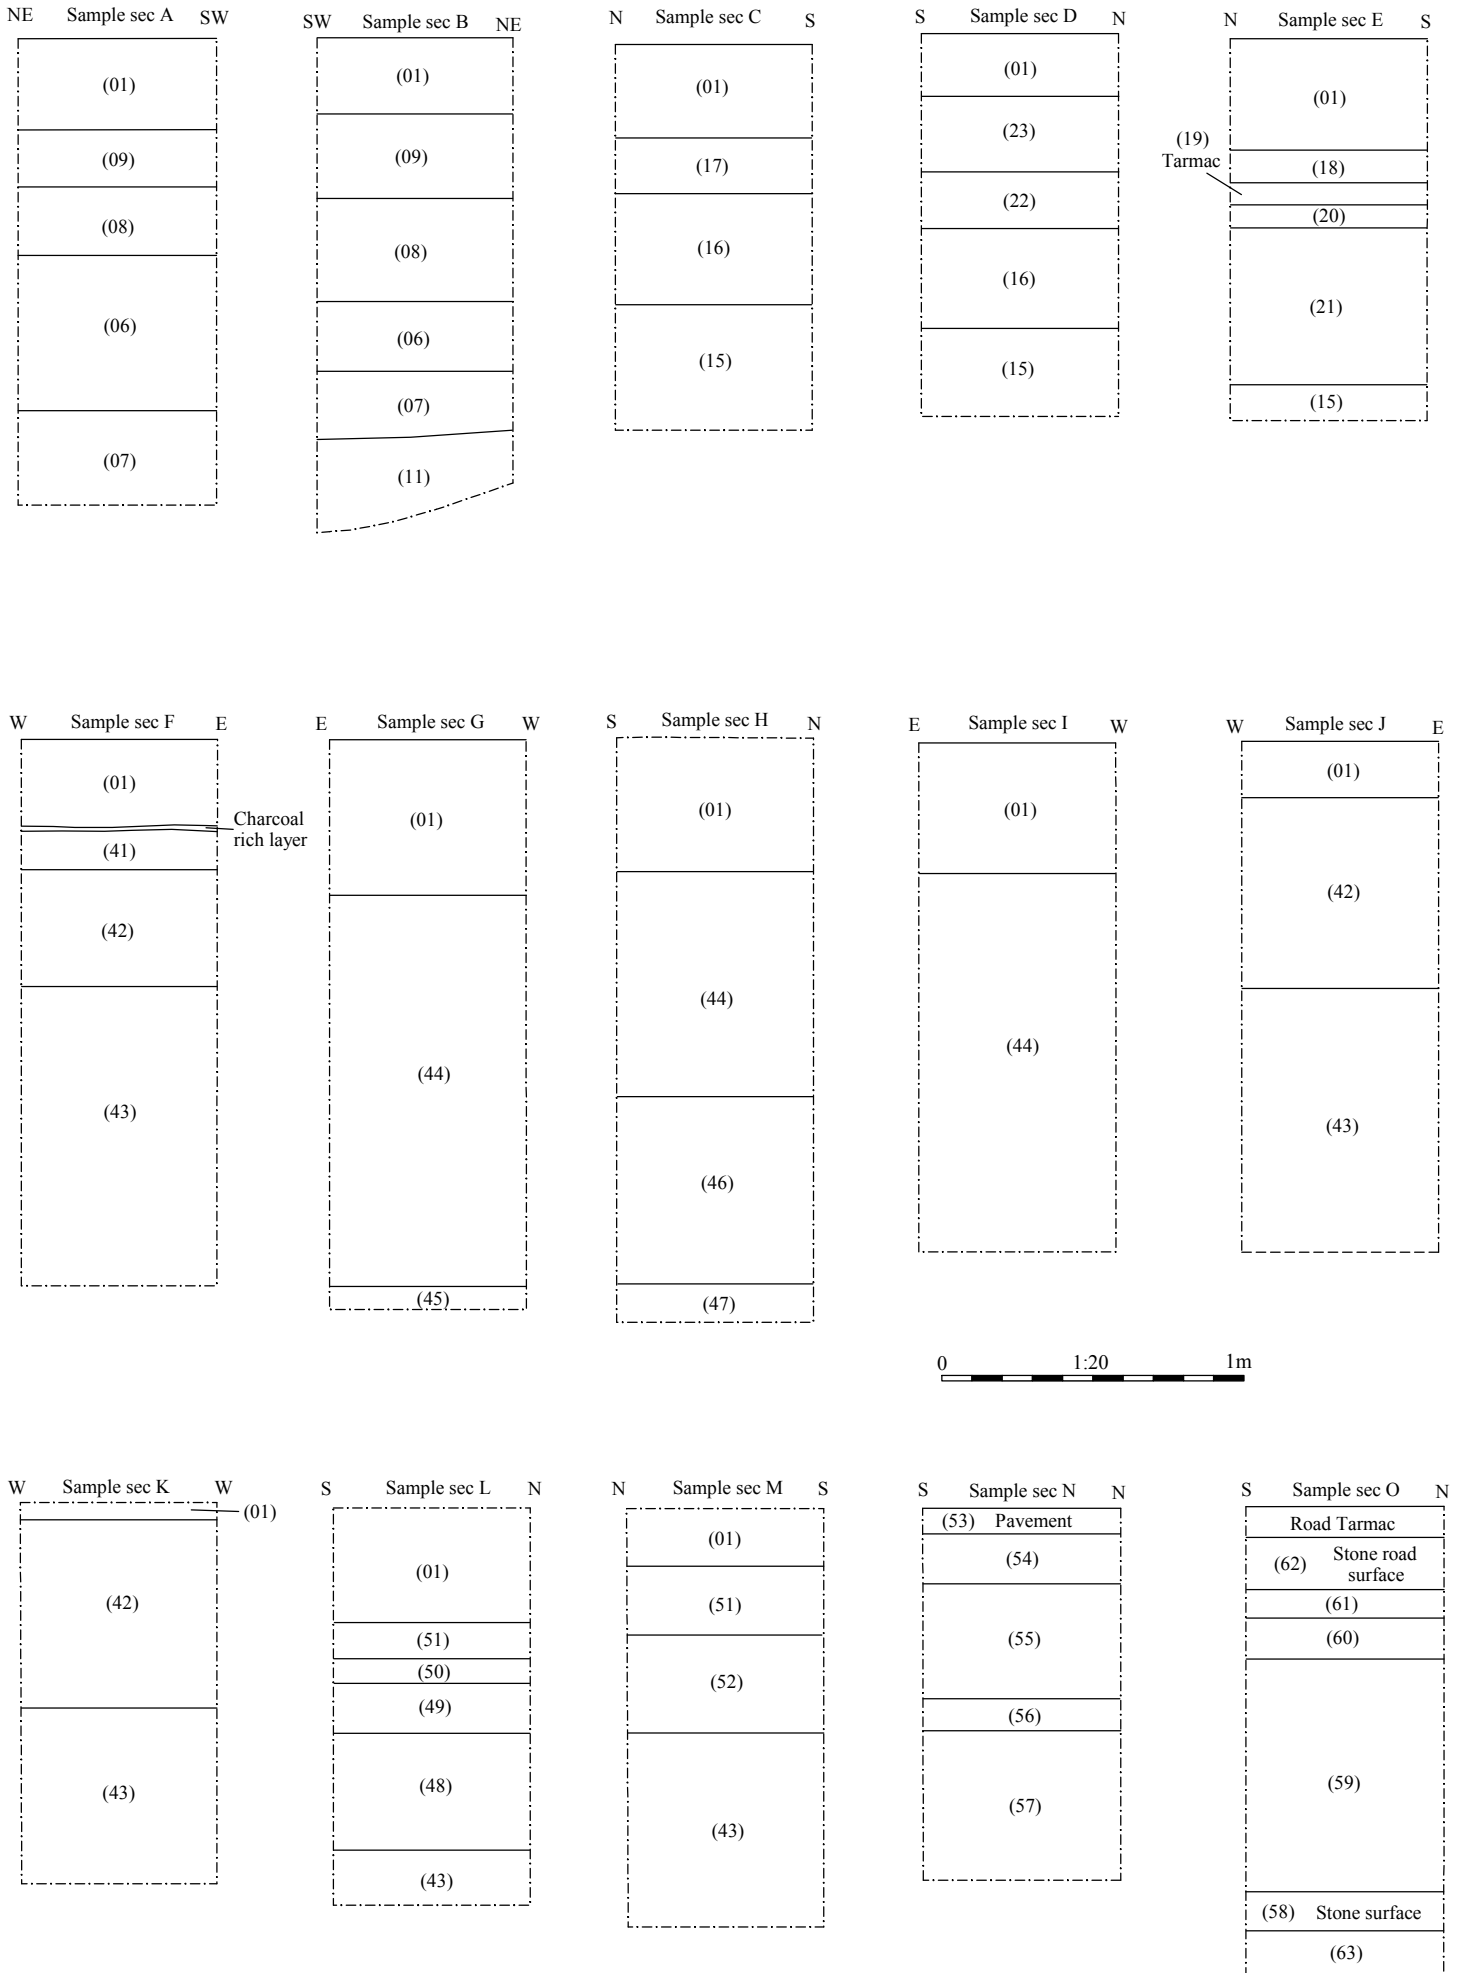 NE Sample sec A SW
(01)
(09)
(08)
(06)
(07)
SW Sample sec B NE
(01)
(09)
(08)
(06)
(07)
(11)
N Sample sec C S
(01)
(17)
(16)
(15)
S Sample sec D N
(01)
(23)
(22)
(16)
(15)
N Sample sec E S
(01)
(19)
Tarmac
(18)
(20)
(21)
(15)
W Sample sec F E
(01)
Charcoal
rich layer
(41)
(42)
(43)
E Sample sec G W
(01)
(44)
(45)
S Sample sec H N
(01)
(44)
(46)
(47)
E Sample sec I W
(01)
(44)
W Sample sec J E
(01)
(42)
(43)
0 1:20 1m
W Sample sec K W
(01)
(42)
(43)
S Sample sec L N
(01)
(51)
(50)
(49)
(48)
(43)
N Sample sec M S
(01)
(51)
(52)
(43)
S Sample sec N N
(53) Pavement
(54)
(55)
(56)
(57)
S Sample sec O N
Road Tarmac
(62) Stone road
surface
(61)
(60)
(59)
(58) Stone surface
(63)